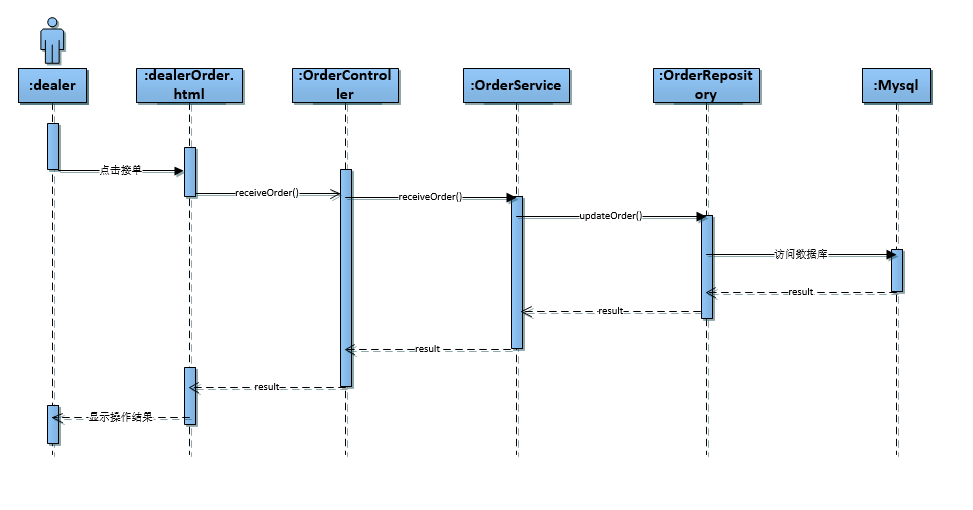 :dealer
:dealerOrder.
html
:OrderControl
ler
:OrderService
:OrderReposit
ory
:Mysql
点击接单
receiveOrder()
receiveOrder()
updateOrder()
访问数据库
result
result
result
result
显示操作结果